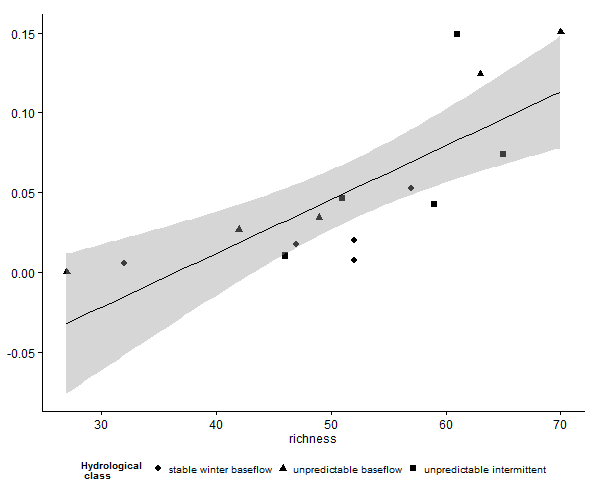 0.15
0.10
0.05
0.00
-0.05
30 40 50 60 70
richness
Hydrological
class
stable winter baseflow unpredictable baseflow unpredictable intermittent